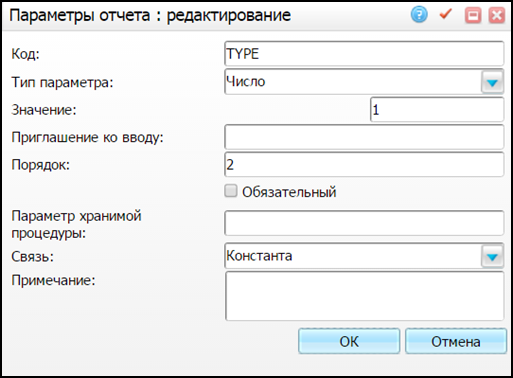 Параметры отчета : редактирование
Код: TYPE
Тип параметра: Число
Значение: 1
Приглашение ко вводу:
Порядок: 2
Обязательный
Параметр хранимой
процедуры:
Связь: Константа
Примечание:
ОК Отмена